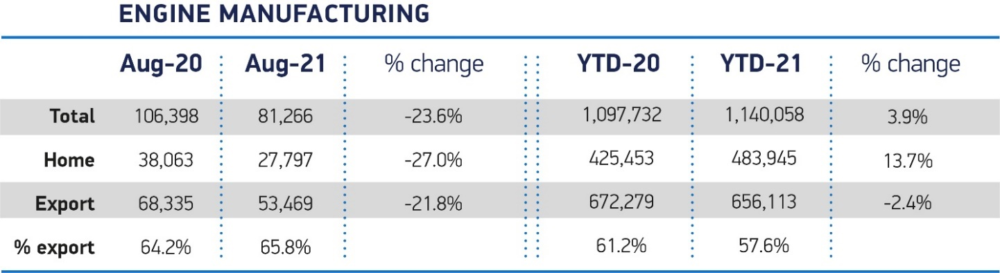 ENGINE MANUFACTURING
Aug-20 Aug-21 % change YTD-20 YTD-21 % change
Total 106,398 81,266 -23.6% 1,097,732 1,140,058 3.9%
Home 38,063 27,797 -27.0% 425,453 483,945 13.7%
Export 68,335 53,469 -21.8% 672,279 656,113 -2.4%
% export 64.2% 65.8% 61.2% 57.6%